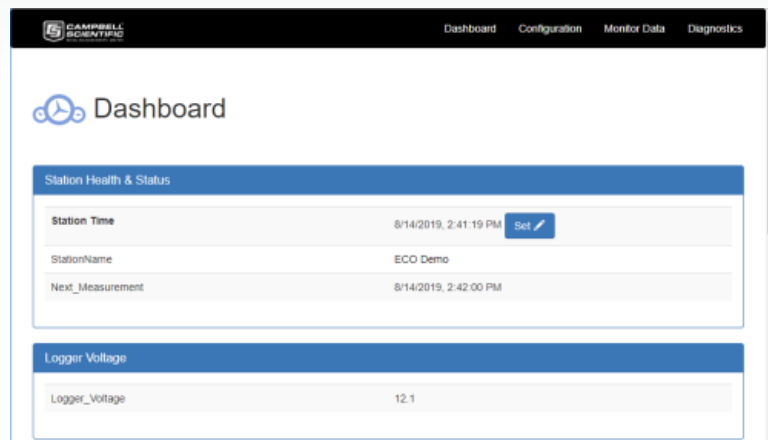 CAMPBELL
SCIENTIFIC
Dashboard Configuration Monitor Data Diagnostics
Dashboard
Station Health & Status
Station Time 8/14/2019, 2:41:19 PM Set
StationName ECO Demo
Next_Measurement 8/14/2019, 2:42:00 PM
Logger Voltage
Logger_Voltage 12.1